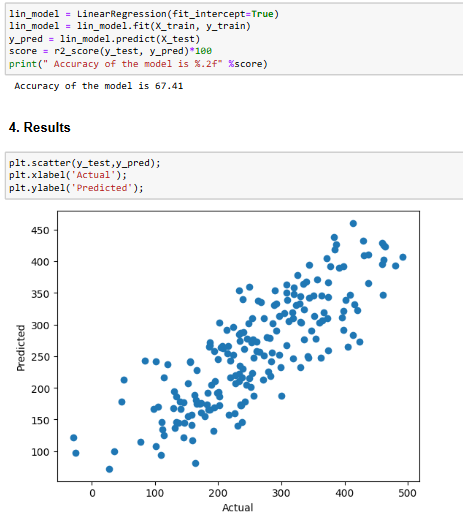 lin_model = LinearRegression(fit_intercept=True)
lin_model = lin_model.fit(X_train, y_train)
y_pred = lin_model.predict(X_test)
score = r2_score(y_test, y_pred)*100
print(" Accuracy of the model is %.2f" %score)
Accuracy of the model is 67.41
4. Results
plt.scatter(y_test,y_pred);
plt.xlabel('Actual');
plt.ylabel('Predicted');
450
400
350
300
250
200
150
100
Predicted
0 100 200 300 400 500
Actual